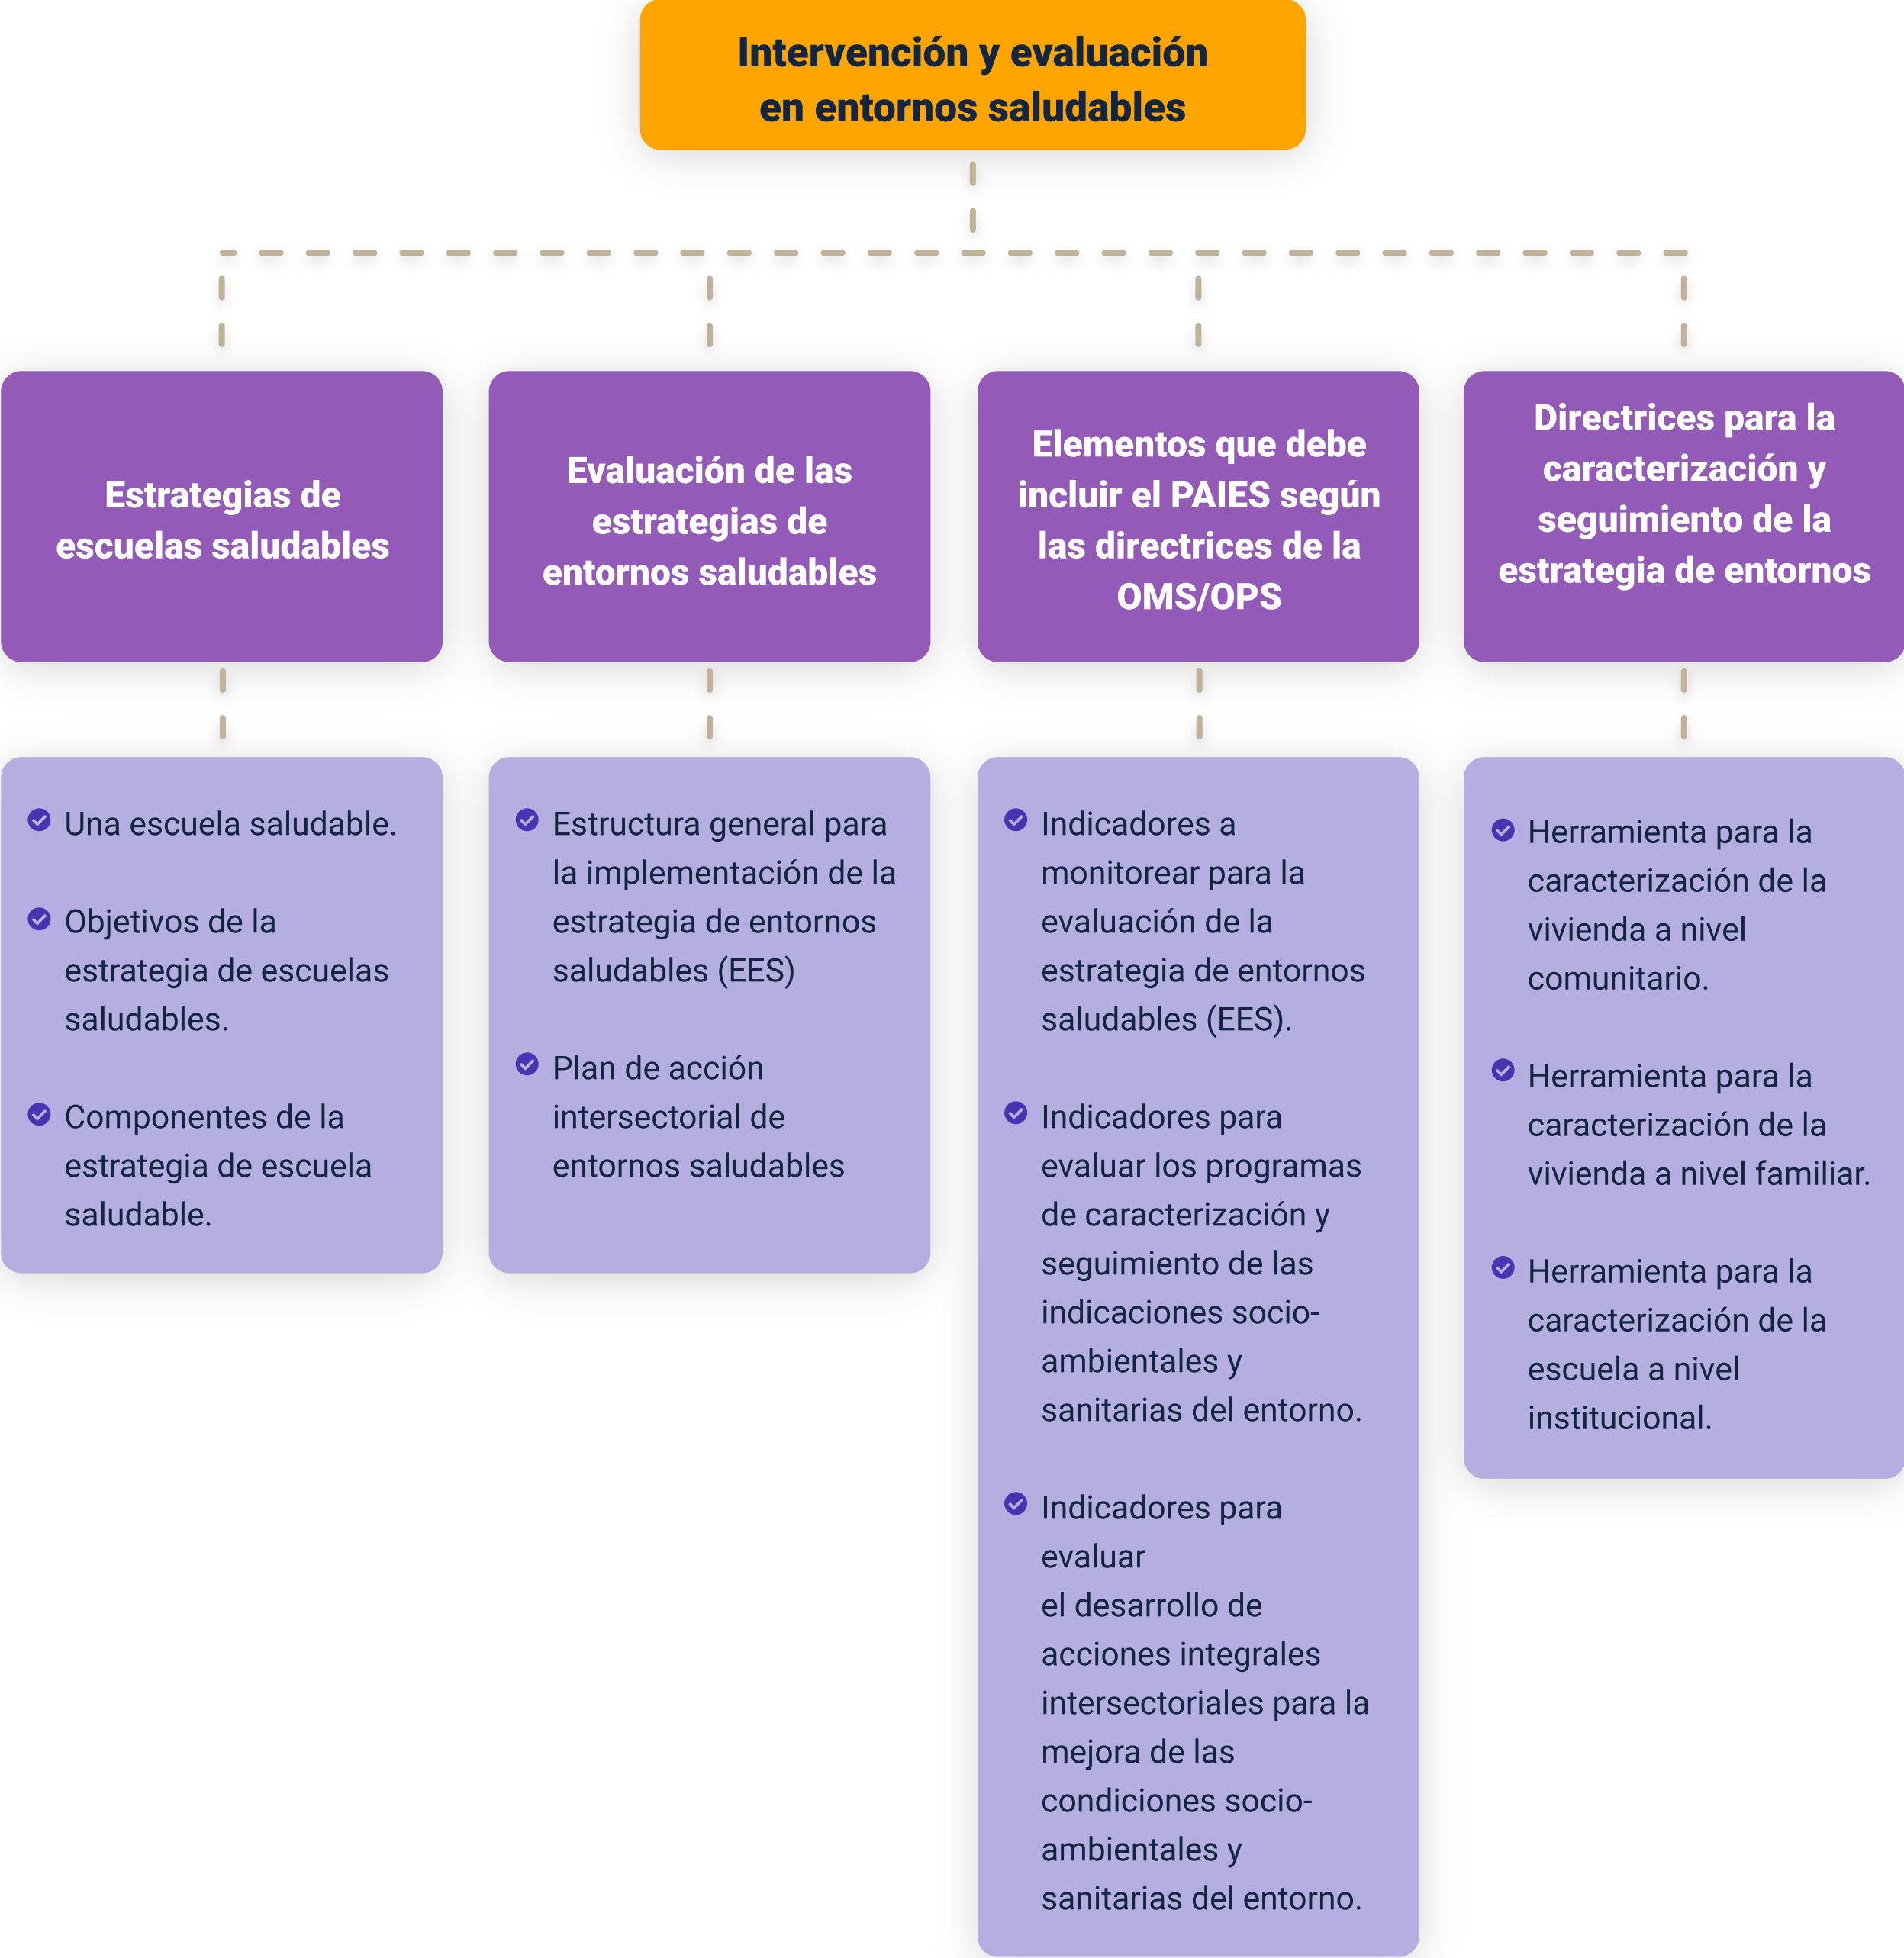 Intervención y evaluación
en entornos saludables
Estrategias de
escuelas saludables
Evaluación de las
estrategias de
entornos saludables
Elementos que debe
incluir el PAIES según
las directrices de la
OMS/OPS
Directrices para la
caracterización y
seguimiento de la
estrategia de entornos
Una escuela saludable.
Objetivos de la
estrategia de escuelas
saludables.
Componentes de la
estrategia de escuela
saludable.
Estructura general para
la implementación de la
estrategia de entornos
saludables (EES)
Plan de acción
intersectorial de
entornos saludables
Indicadores a
monitorear para la
evaluación de la
estrategia de entornos
saludables (EES).
Indicadores para
evaluar los programas
de caracterización y
seguimiento de las
indicaciones socio-
ambientales y
sanitarias del entorno.
Indicadores para
evaluar
el desarrollo de
acciones integrales
intersectoriales para la
mejora de las
condiciones socio-
ambientales y
sanitarias del entorno.
Herramienta para la
caracterización de la
vivienda a nivel
comunitario.
Herramienta para la
caracterización de la
vivienda a nivel familiar.
Herramienta para la
caracterización de la
escuela a nivel
institucional.